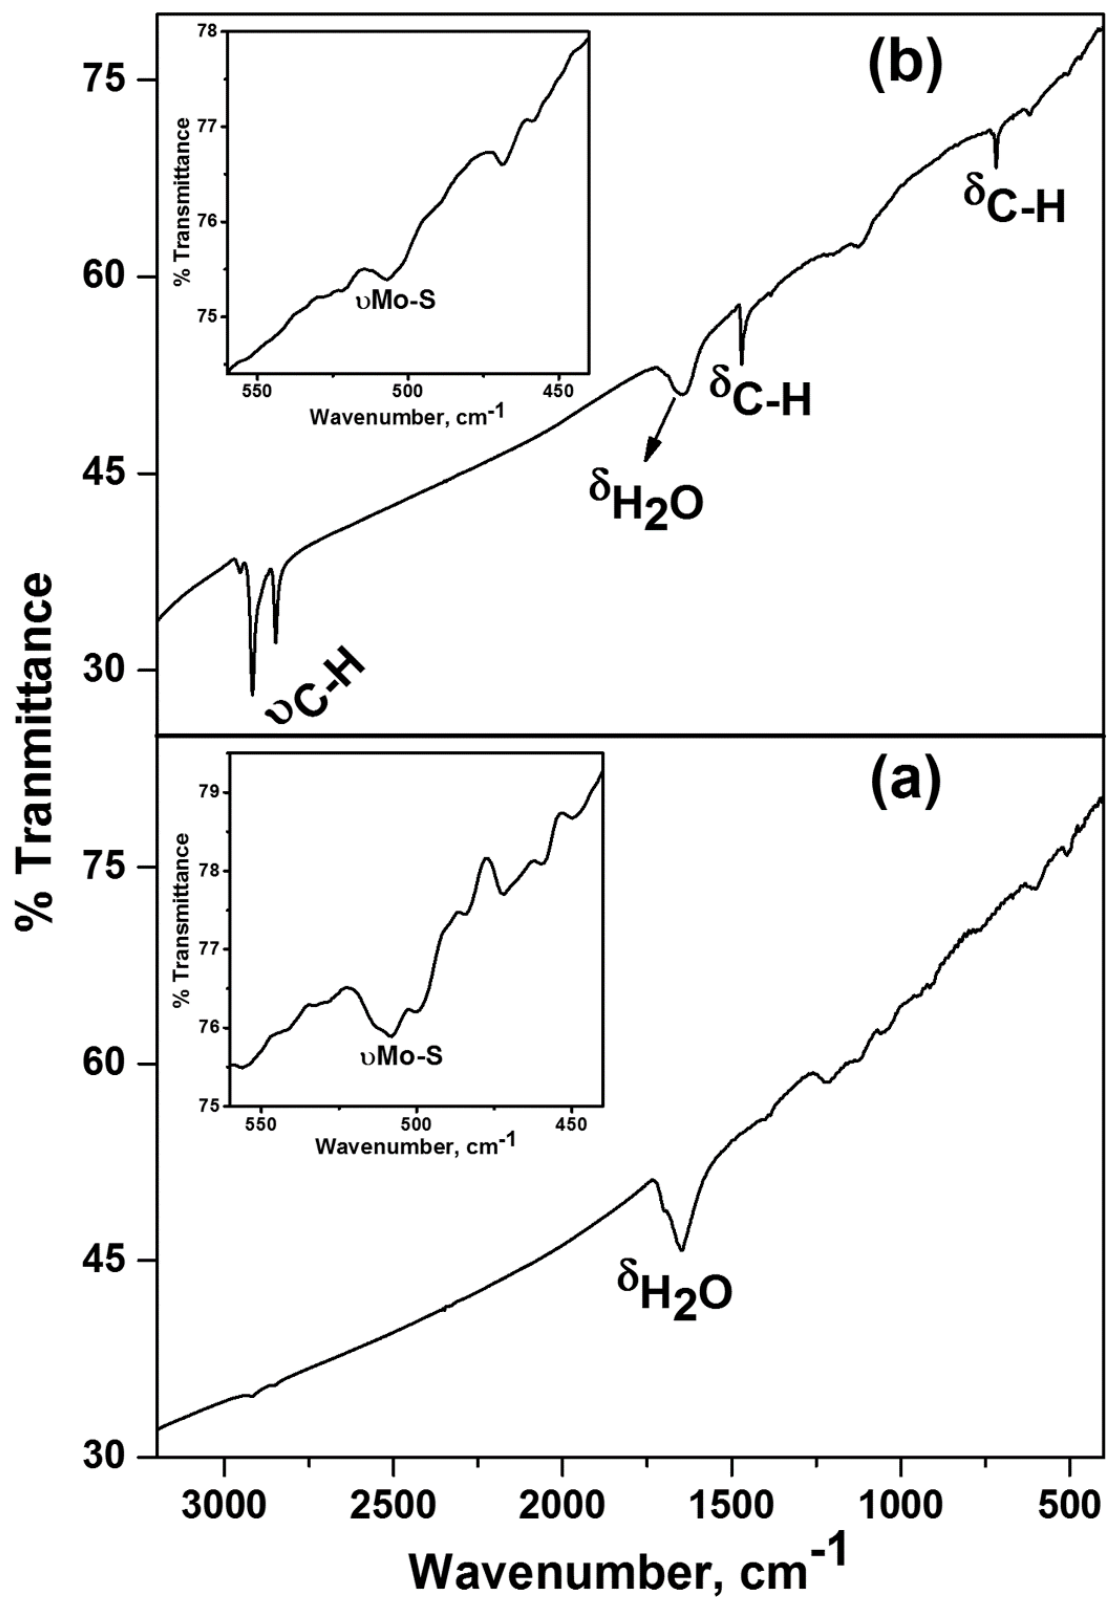 % Tranmittance
75
60
45
30
(b)
δC-H
δC-H
δH2O
υC-H
% Transmittance
78
77
76
75
υMo-S
550 500 450
Wavenumber, cm-1
(a)
75
60
45
30
δH2O
% Transmittance
79
78
77
76
75
υMo-S
550 500 450
Wavenumber, cm-1
3000 2500 2000 1500 1000 500
Wavenumber, cm-1